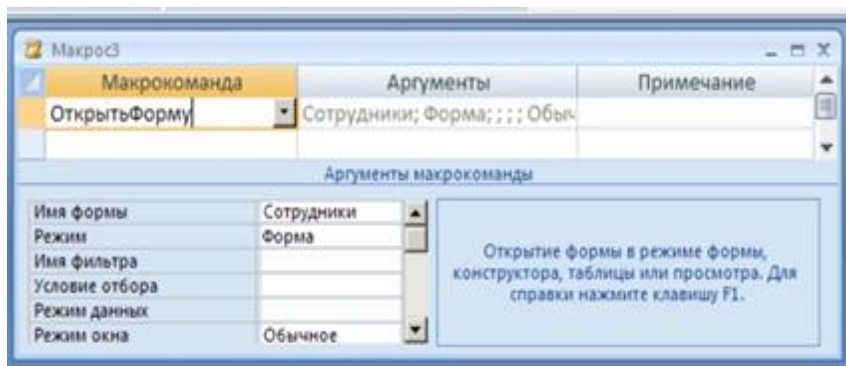 Макрос3
Макрокоманда Аргументы Примечание
ОткрытьФорму Сотрудники; Форма; ; ; ; Обыч
Аргументы макрокоманды
Имя формы Сотрудники
Режим Форма
Имя фильтра
Условие отбора
Режим данных
Режим окна Обычное
Открытие формы в режиме формы,
конструктора, таблицы или просмотра. Для
справки нажмите клавишу F1.